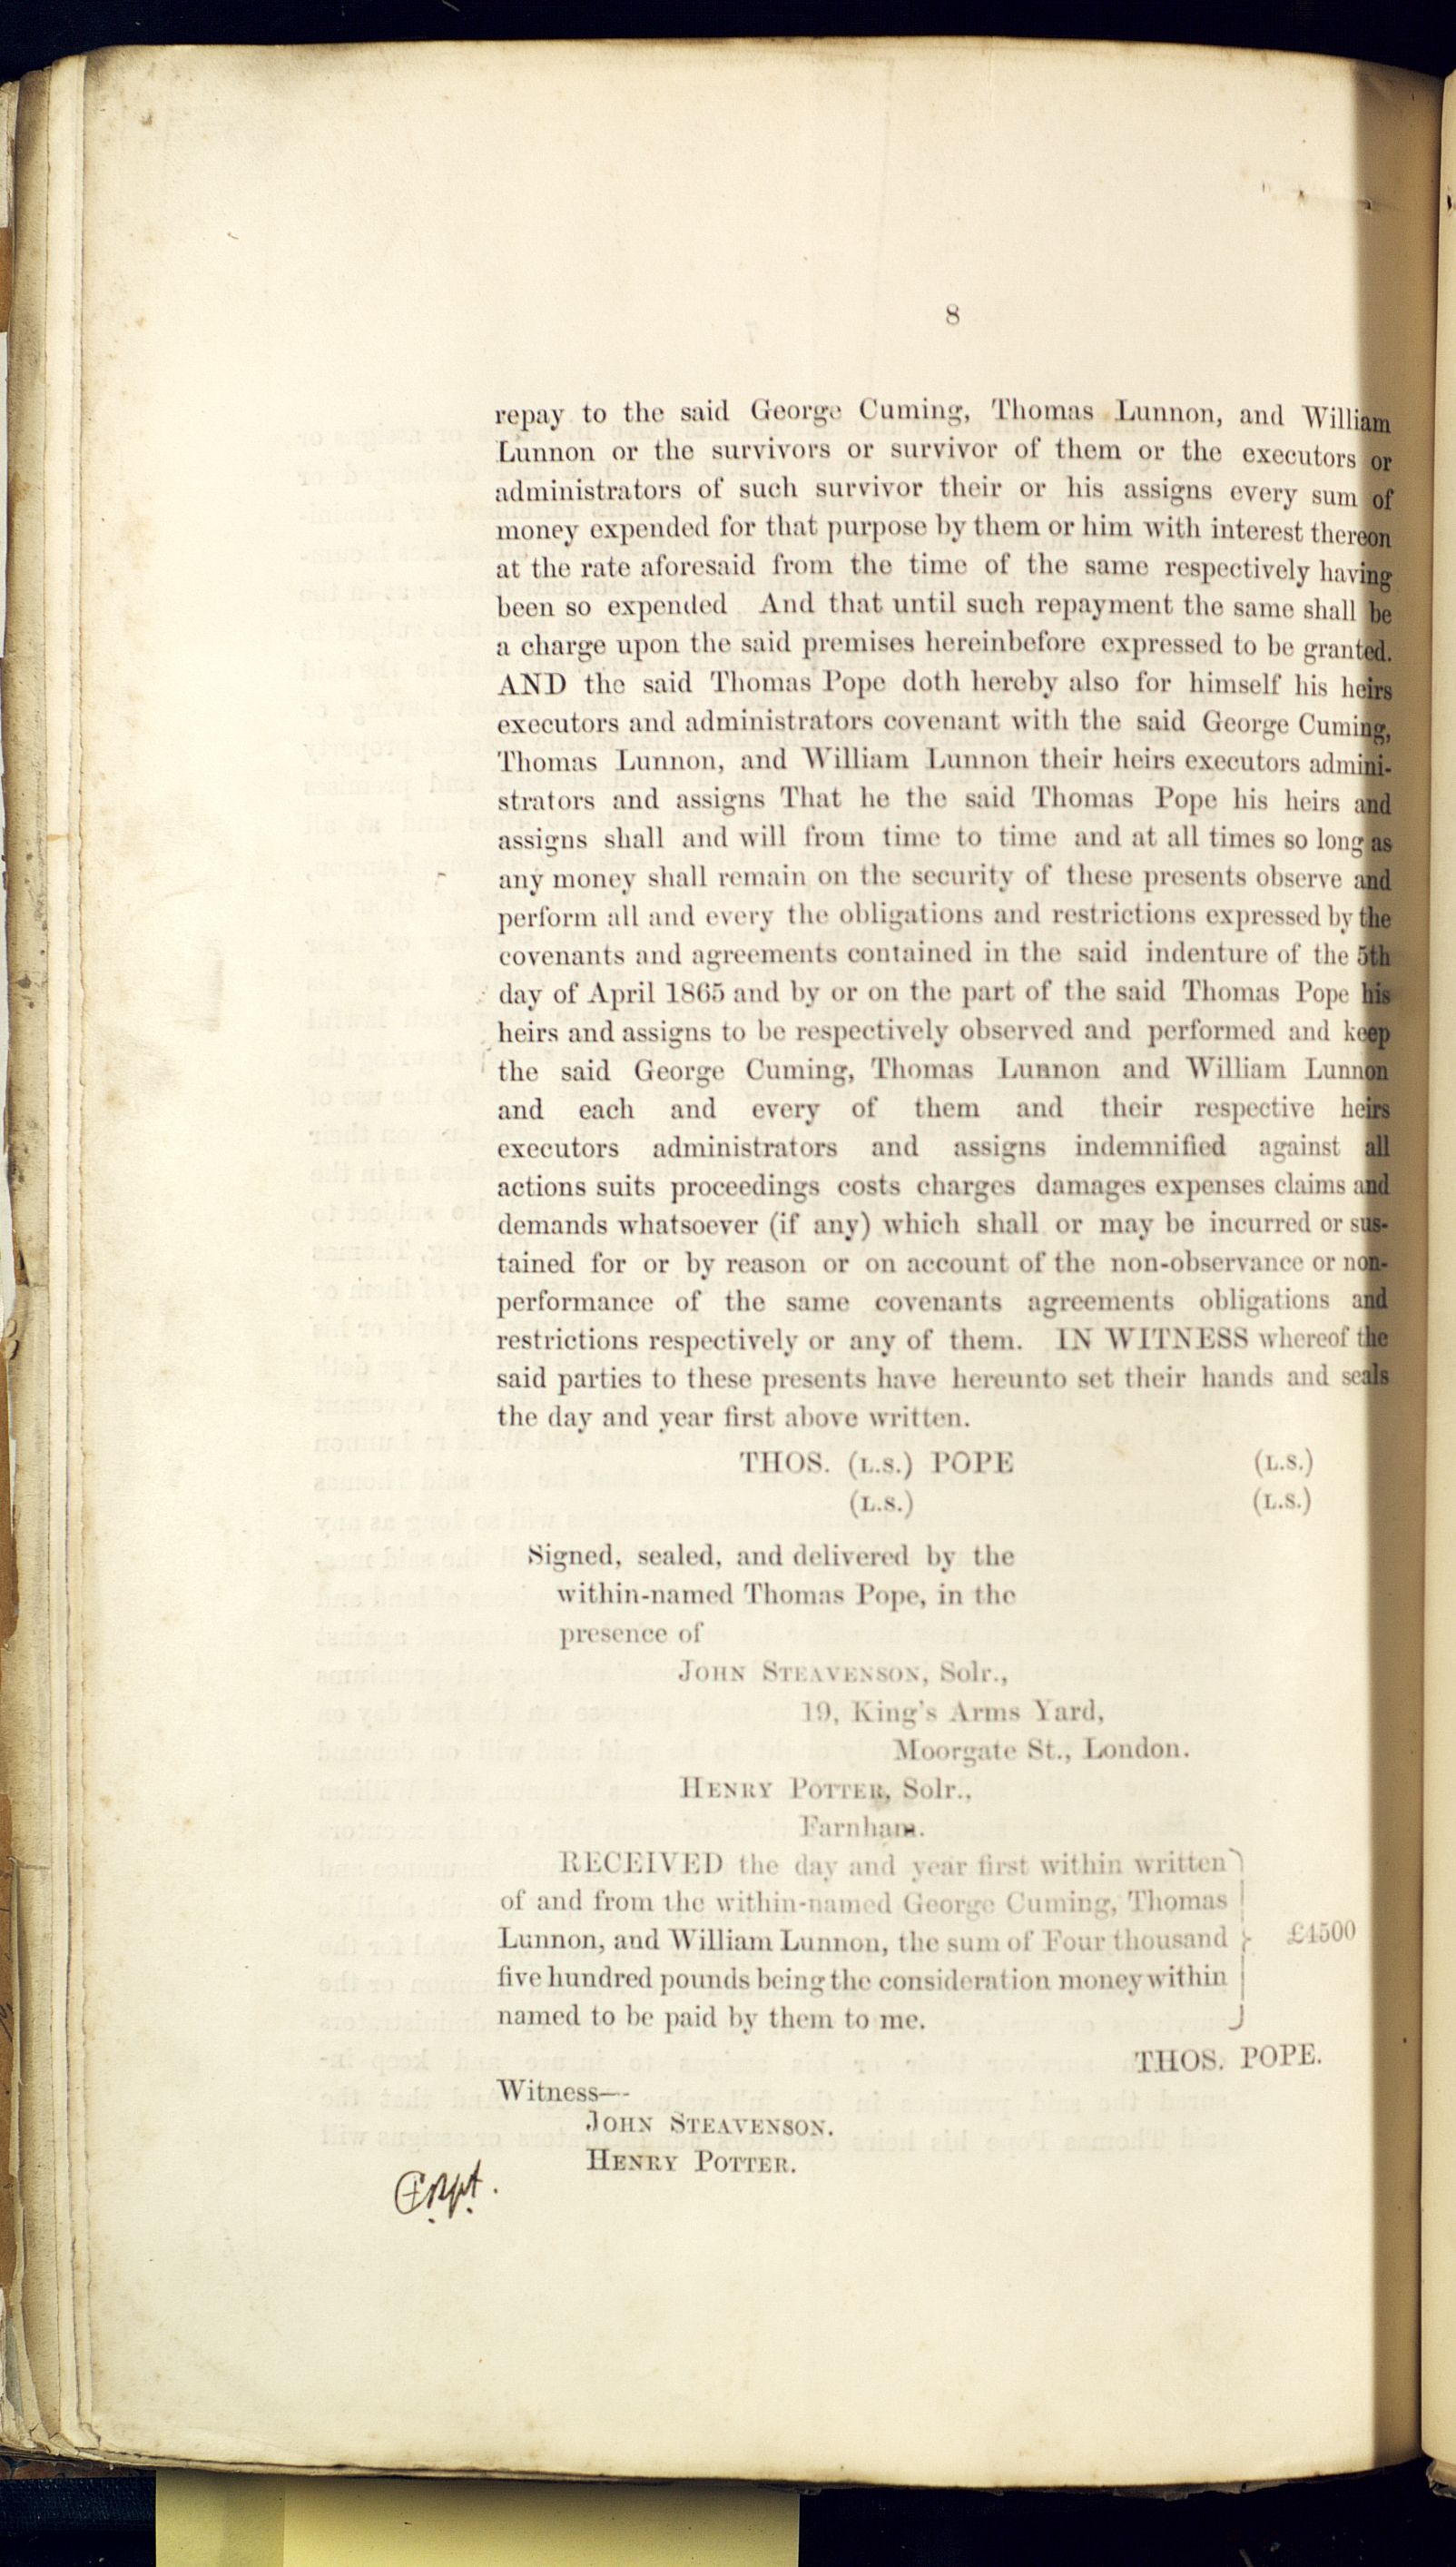 8
repay to the said George Cuming, Thomas Lunnon, and William
Lunnon or the survivors or survivor of them or the executors or
administrators of such survivor their or his assigns every sum of
money expended for that purpose by them or him with interest thereon
at the rate aforesaid from the time of the same respectively having
been so expended And that until such repayment the same shall be
a charge upon the said premises hereinbefore expressed to be granted.
AND the said Thomas Pope doth hereby also for himself his heirs
executors and administrators covenant with the said George Cuming,
Thomas Lunnon, and William Lunnon their heirs executors admini-
strators and assigns That he the said Thomas Pope his heirs and
assigns shall and will from time to time and at all times so long as
any money shall remain on the security of these presents observe and
perform all and every the obligations and restrictions expressed by the
covenants and agreements contained in the said indenture of the 5th
day of April 1865 and by or on the part of the said Thomas Pope his
heirs and assigns to be respectively observed and performed and keep
the said George Cuming, Thomas Lunnon and William Lunnon
and each and every of them and their respective heirs
executors administrators and assigns indemnified against all
actions suits proceedings costs charges damages expenses claims and
demands whatsoever (if any) which shall or may be incurred or sus-
tained for or by reason or on account of the non-observance or non-
performance of the same covenants agreements obligations and
restrictions respectively or any of them. IN WITNESS whereof the
said parties to these presents have hereunto set their hands and seals
the day and year first above written.
THOS. (L.S.) POPE (L.S.)
(L.S.) (L.S.)
Signed, sealed, and delivered by the
within-named Thomas Pope, in the
presence of
JOHN STEAVENSON, Solr.,
19, King's Arms Yard,
Moorgate St., London.
HENRY POTTER, Solr.,
Farnham.
RECEIVED the day and year first within written
of and from the within-named George Cuming, Thomas
Lunnon, and William Lunnon, the sum of Four thousand £4500
five hundred pounds being the consideration money within
named to be paid by them to me.
THOS. POPE.
Witness—
JOHN STEAVENSON.
HENRY POTTER.